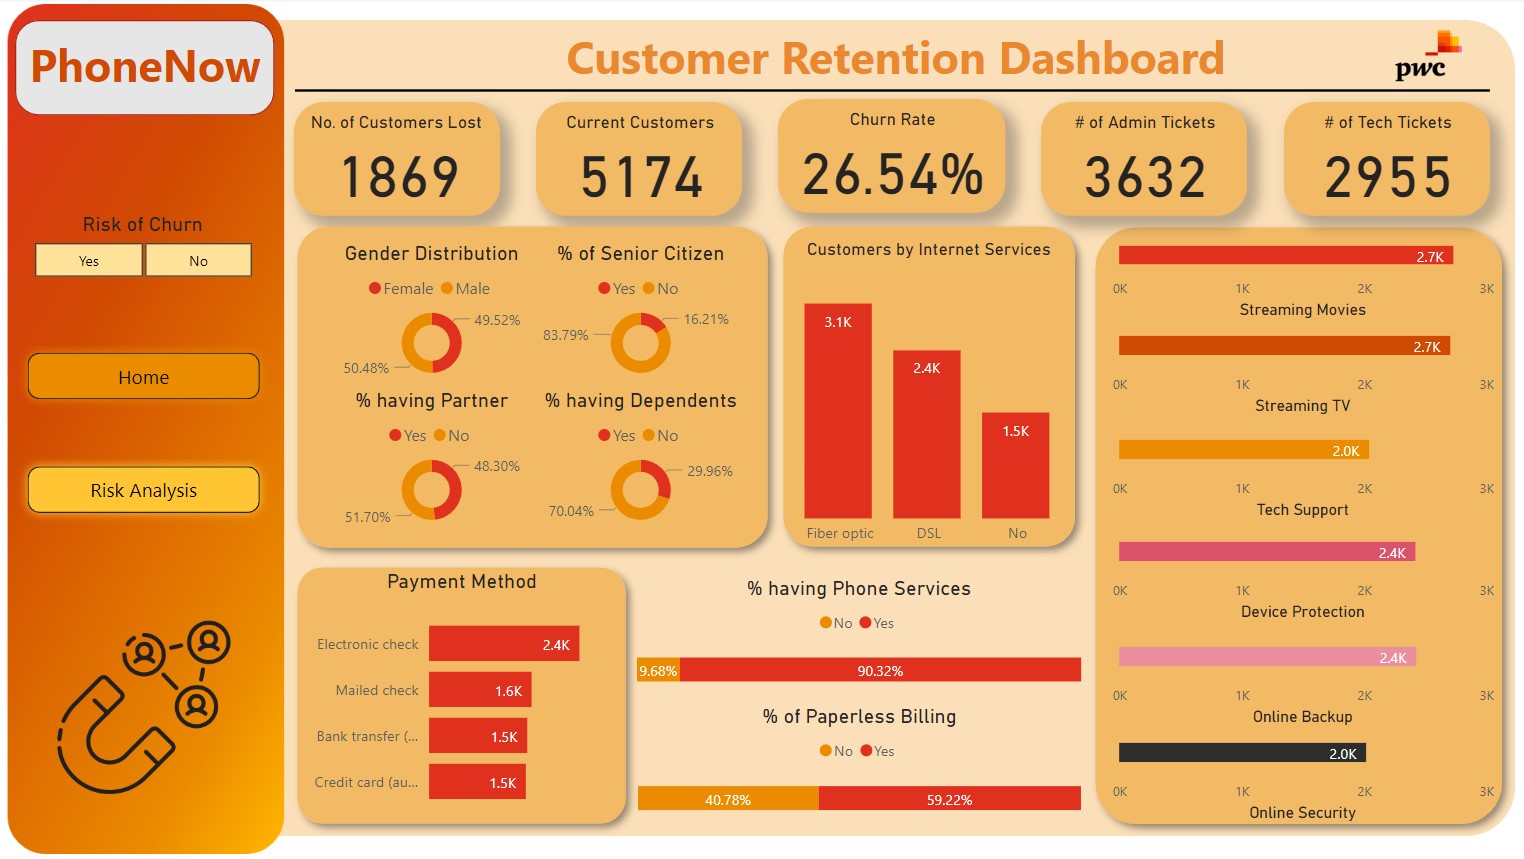 PhoneNow
Customer Retention Dashboard
pwc
No. of Customers Lost
1869
Current Customers
5174
Churn Rate
26.54%
# of Admin Tickets
3632
# of Tech Tickets
2955
Risk of Churn
Yes No
Home
Risk Analysis
Gender Distribution
Female Male
49.52%
50.48%
% of Senior Citizen
Yes No
16.21%
83.79%
% having Partner
Yes No
48.30%
51.70%
% having Dependents
Yes No
29.96%
70.04%
Customers by Internet Services
3.1K
2.4K
1.5K
Fiber optic DSL No
2.7K
0K 1K 2K 3K
Streaming Movies
2.7K
0K 1K 2K 3K
Streaming TV
2.0K
0K 1K 2K 3K
Tech Support
2.4K
0K 1K 2K 3K
Device Protection
2.4K
0K 1K 2K 3K
Online Backup
2.0K
0K 1K 2K 3K
Online Security
Payment Method
Electronic check 2.4K
Mailed check 1.6K
Bank transfer (... 1.5K
Credit card (au... 1.5K
% having Phone Services
No Yes
9.68% 90.32%
% of Paperless Billing
No Yes
40.78% 59.22%